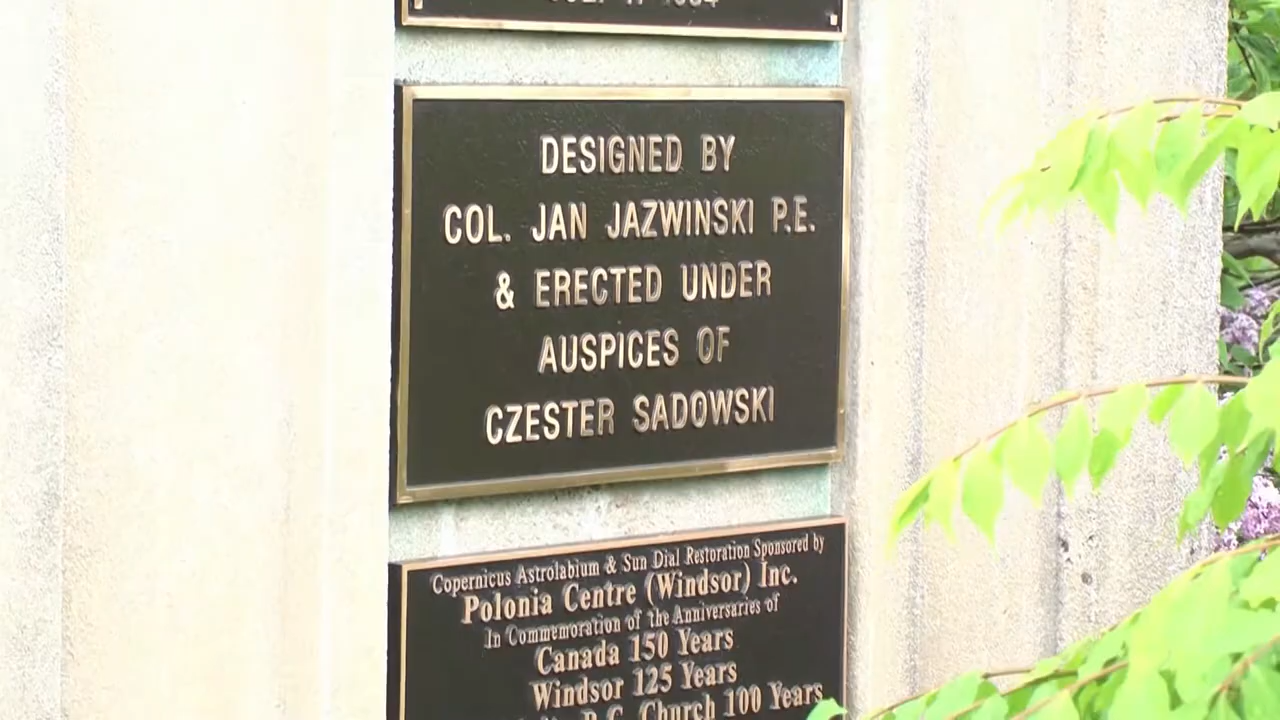 DESIGNED BY
COL. JAN JAZWINSKI P.E.
& ERECTED UNDER
AUSPICES OF
CZESTER SADOWSKI
Copernicus Astrolabium & Sun Dial Restoration Sponsored by
Polonia Centre (Windsor) Inc.
In Commemoration of the Anniversaries of
Canada 150 Years
Windsor 125 Years
R.C. Church 100 Years